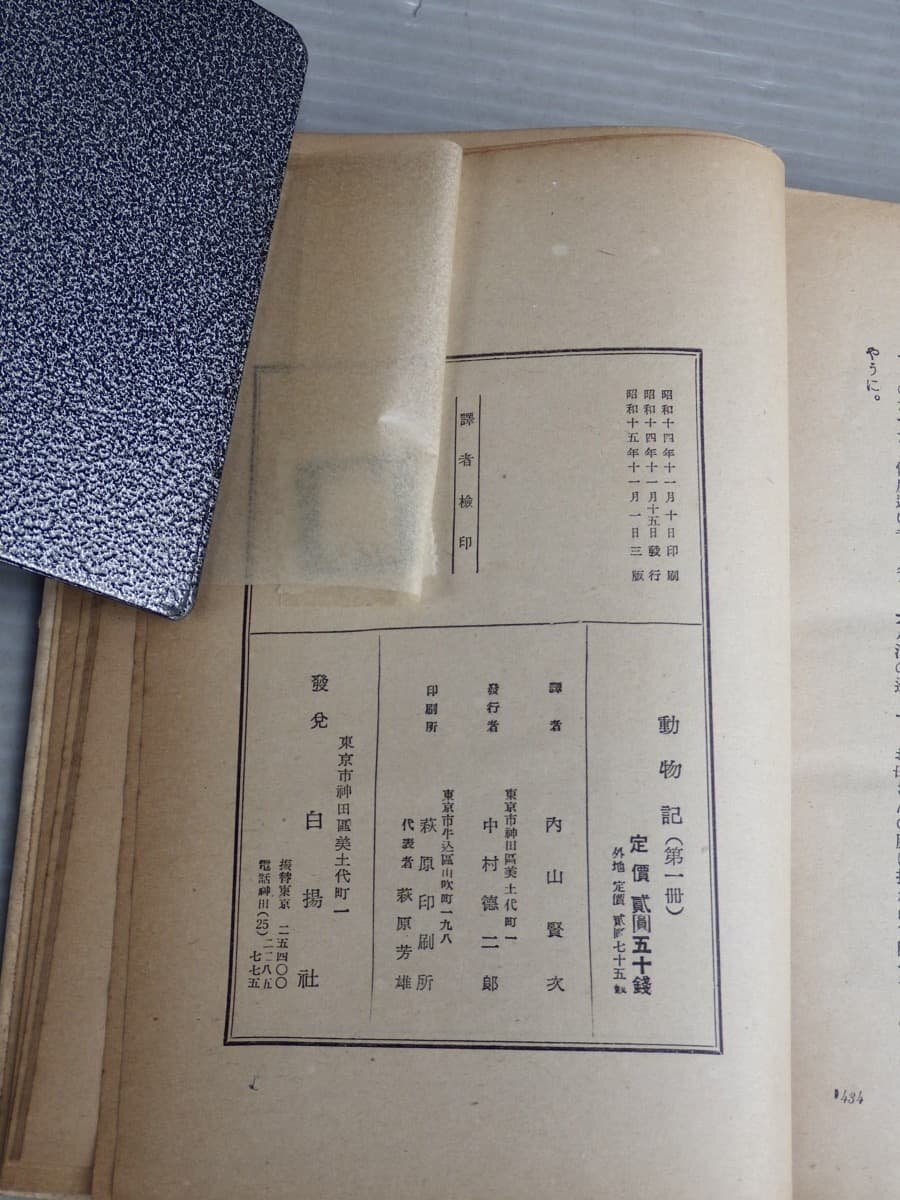 やうに。
434
昭和十四年十一月十日印刷
昭和十四年十一月十五日發行
昭和十五年十一月一日三版
譯者檢印
動物記(第一冊)
定價貳圓五十錢
外地定價貳圓七十五錢
譯者 內山賢次
東京市神田區美土代町一
發行者 中村德二郎
東京市牛込區山吹町一九八
印刷所 萩原印刷所
代表者 萩原芳雄
東京市神田區美土代町一
發兌 白揚社
振替東京二五四〇〇
電話神田(25)二二八五
七七五